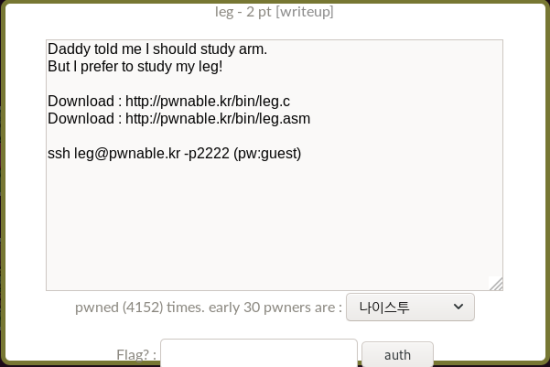 leg - 2 pt [writeup]
Daddy told me I should study arm.
But I prefer to study my leg!
Download : http://pwnable.kr/bin/leg.c
Download : http://pwnable.kr/bin/leg.asm
ssh leg@pwnable.kr -p2222 (pw:guest)
pwned (4152) times. early 30 pwners are : 나이스투
Flag? : auth